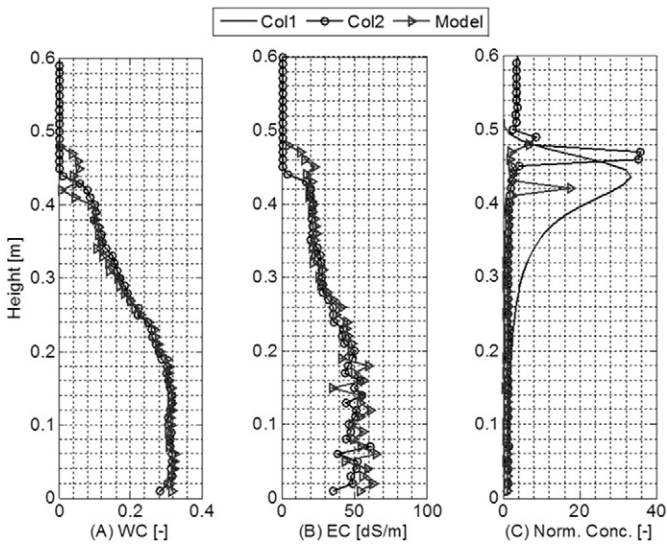 Col1 Col2 Model
0.6 0.6 0.6
0.5 0.5 0.5
0.4 0.4 0.4
0.3 0.3 0.3
0.2 0.2 0.2
0.1 0.1 0.1
0 0 0
Height [m]
0 0.2 0.4 0 50 100 0 20 40
(A) WC [-] (B) EC [dS/m] (C) Norm. Conc. [-]